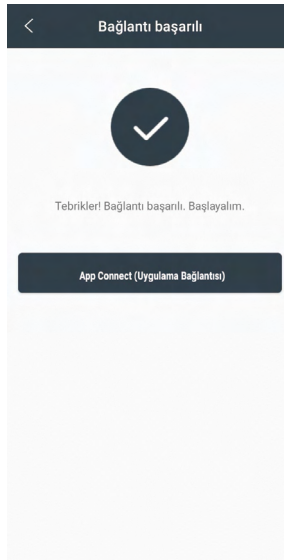 Bağlantı başarılı
Tebrikler! Bağlantı başarılı. Başlayalım.
App Connect (Uygulama Bağlantısı)